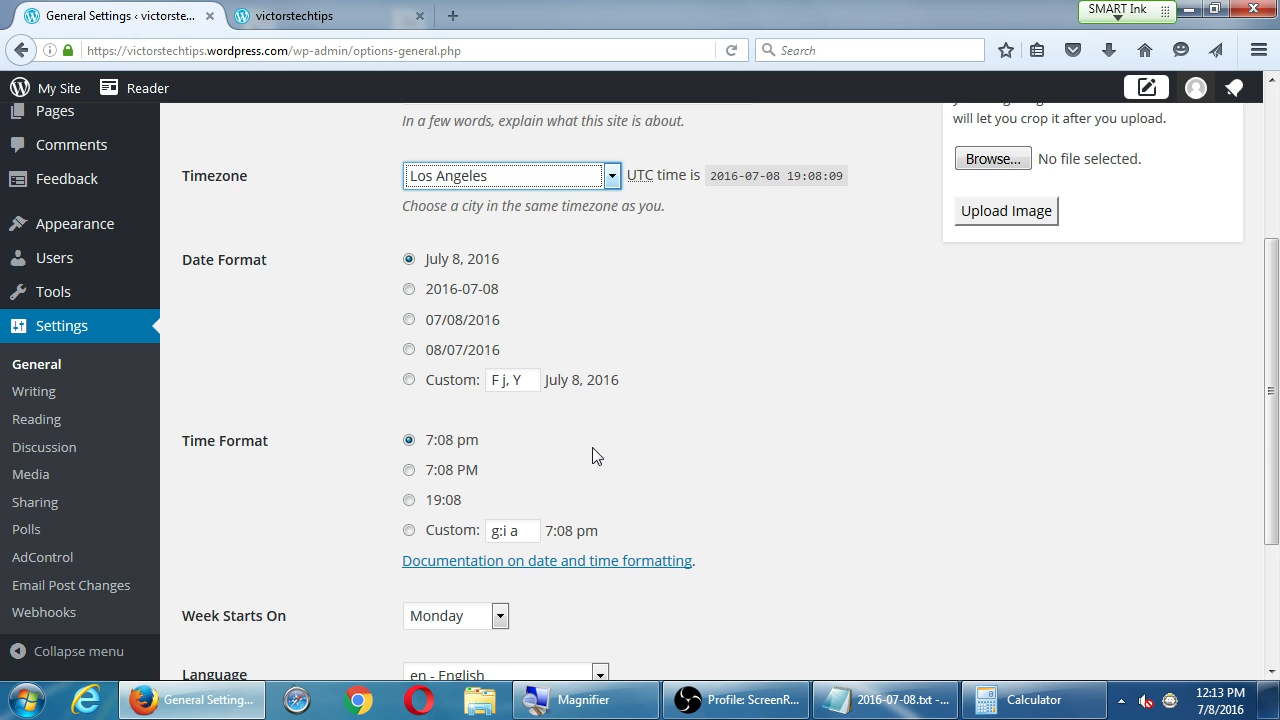 General Settings ‹ victorste...
victorstechtips
SMART Ink
https://victorstechtips.wordpress.com/wp-admin/options-general.php
Search
My Site
Reader
Pages
Comments
Feedback
Appearance
Users
Tools
Settings
General
Writing
Reading
Discussion
Media
Sharing
Polls
AdControl
Email Post Changes
Webhooks
Collapse menu
In a few words, explain what this site is about.
Timezone
Los Angeles
UTC time is 2016-07-08 19:08:09
Choose a city in the same timezone as you.
Date Format
July 8, 2016
2016-07-08
07/08/2016
08/07/2016
Custom: F j, Y July 8, 2016
Time Format
7:08 pm
7:08 PM
19:08
Custom: g:i a 7:08 pm
Documentation on date and time formatting.
Week Starts On
Monday
Language
en - English
will let you crop it after you upload.
Browse... No file selected.
Upload Image
General Setting...
Magnifier
Profile: ScreenR...
2016-07-08.txt -...
Calculator
12:13 PM
7/8/2016